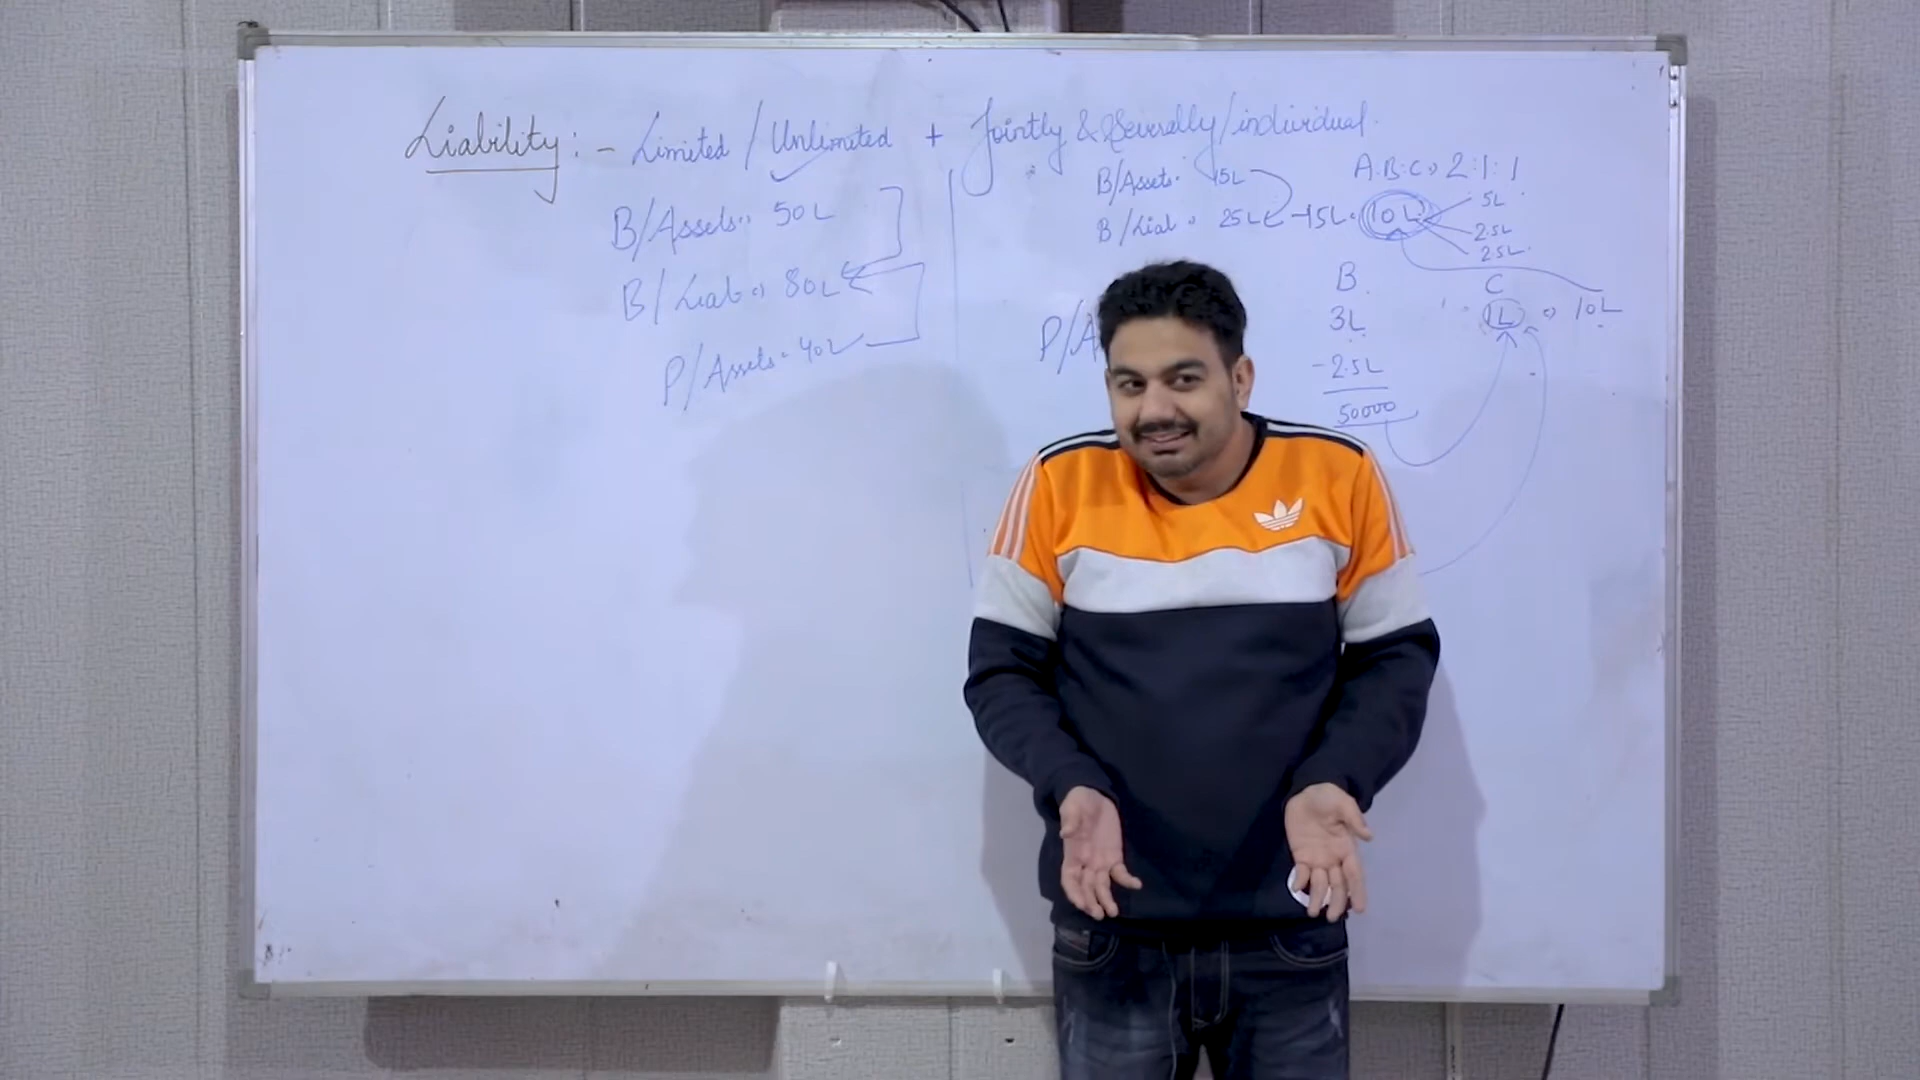 Liability :- Limited / Unlimited + Jointly & Severally/individual.
B/Assets = 50L
B/Liab = 80L
P/Assets = 40L
B/Assets = 15L
B/Liab = 25L - 15L = 10L
A:B:C = 2:1:1
5L
2.5L
2.5L
P/A
B
3L
-2.5L
50000
C
1L = 10L